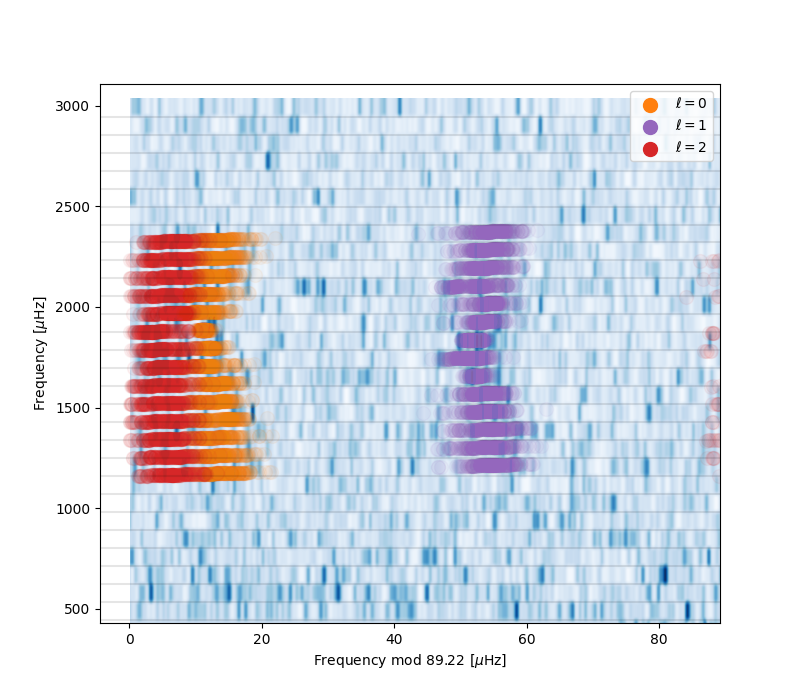 3000
2500
2000
1500
1000
500
Frequency [μHz]
0 20 40 60 80
Frequency mod 89.22 [μHz]
ℓ = 0
ℓ = 1
ℓ = 2